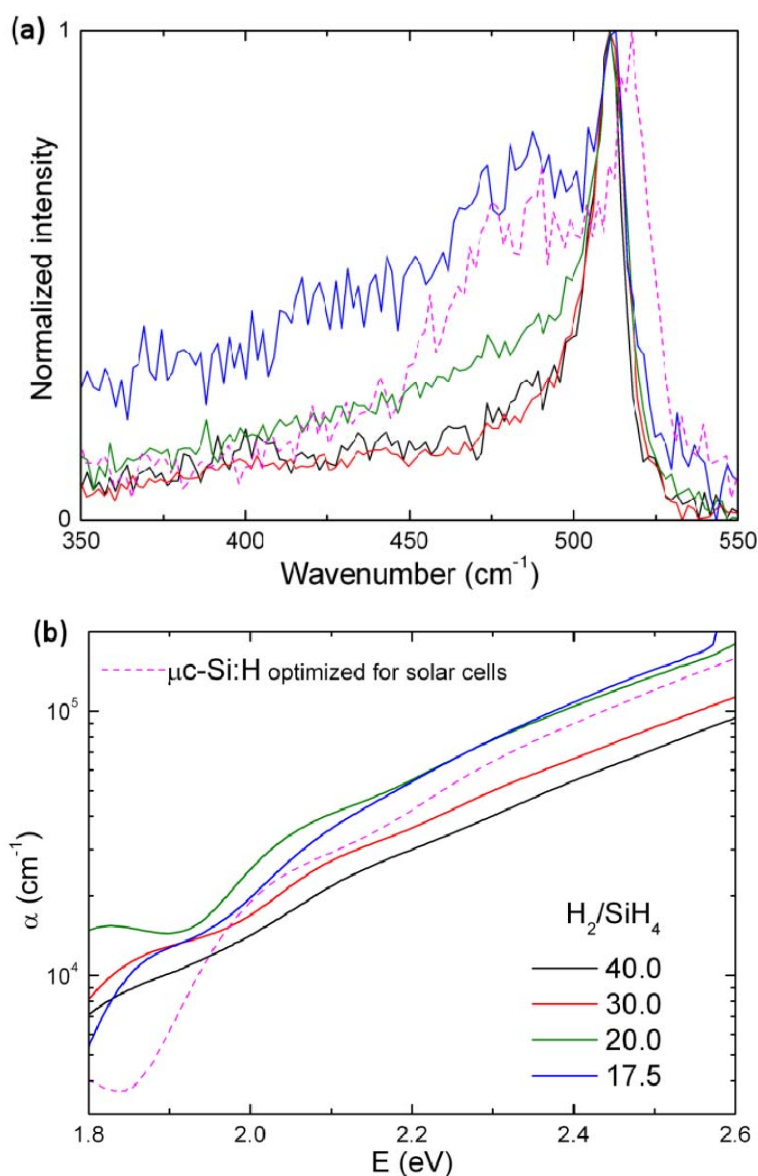 (a)
1
Normalized intensity
0
350 400 450 500 550
Wavenumber (cm⁻¹)
(b)
μc-Si:H optimized for solar cells
10⁵
α (cm⁻¹)
10⁴
H₂/SiH₄
40.0
30.0
20.0
17.5
1.8 2.0 2.2 2.4 2.6
E (eV)